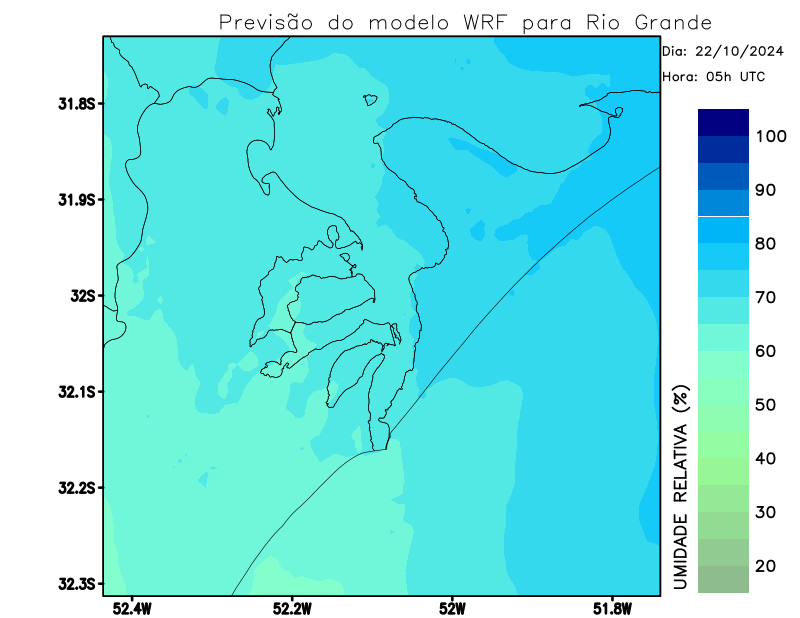 Previsão do modelo WRF para Rio Grande
Dia: 22/10/2024
Hora: 05h UTC
31.8S
31.9S
32S
32.1S
32.2S
32.3S
52.4W
52.2W
52W
51.8W
100
90
80
70
60
50
40
30
20
UMIDADE RELATIVA (%)